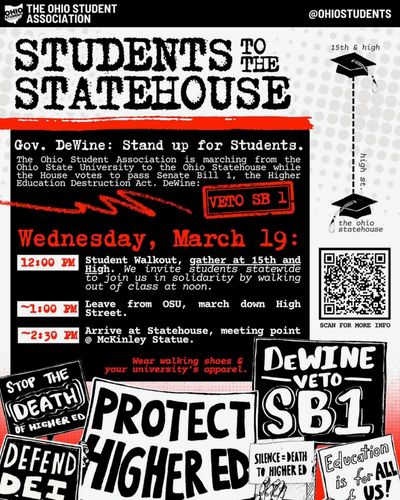 OHIO
THE OHIO STUDENT
ASSOCIATION
@OHIOSTUDENTS
STUDENTS TO
THE
STATEHOUSE
15th & high
high st.
the ohio
statehouse
Gov. DeWine: Stand up for Students.
The Ohio Student Association is marching from the
Ohio State University to the Ohio Statehouse while
the House votes to pass Senate Bill 1, the Higher
Education Destruction Act. DeWine:
VETO SB 1
Wednesday, March 19:
12:00 PM
Student Walkout, gather at 15th and
High. We invite students statewide
to join us in solidarity by walking
out of class at noon.
~1:00 PM
Leave from OSU, march down High
Street.
~2:30 PM
Arrive at Statehouse, meeting point
@ McKinley Statue.
SCAN FOR MORE INFO
Wear walking shoes &
your university's apparel.
STOP THE
(DEATH)
OF HIGHER ED
DEFEND
DEI
PROTECT
HIGHER ED
DeWINE
-VETO-
SB1
SILENCE = DEATH
TO HIGHER ED
Education
is for ALL
US!